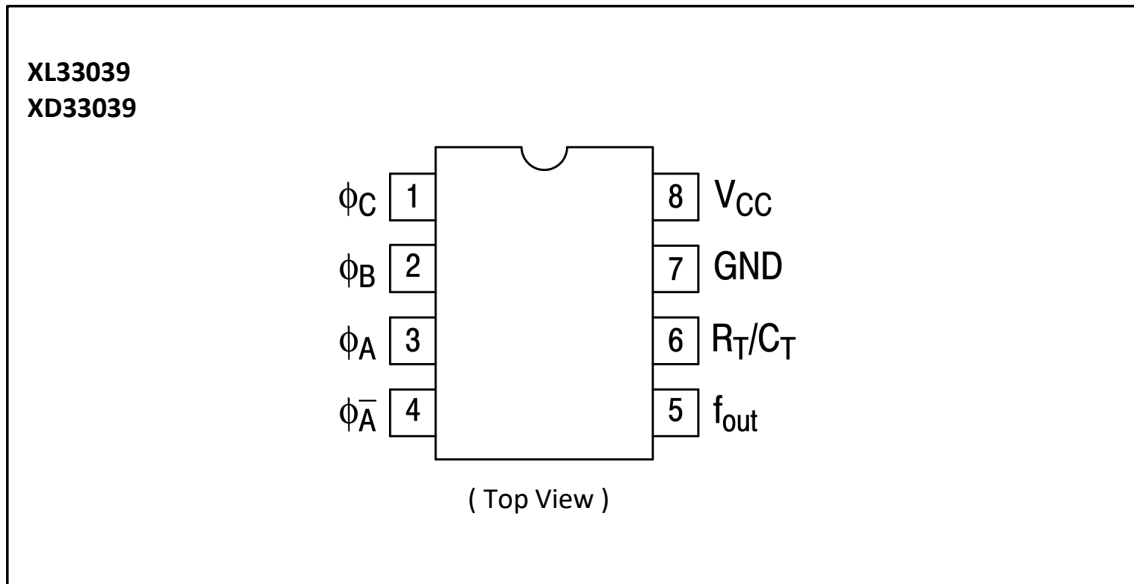 XL33039
XD33039
ϕC 1 8 VCC
ϕB 2 7 GND
ϕA 3 6 RT/CT
ϕA̅ 4 5 fout
( Top View )